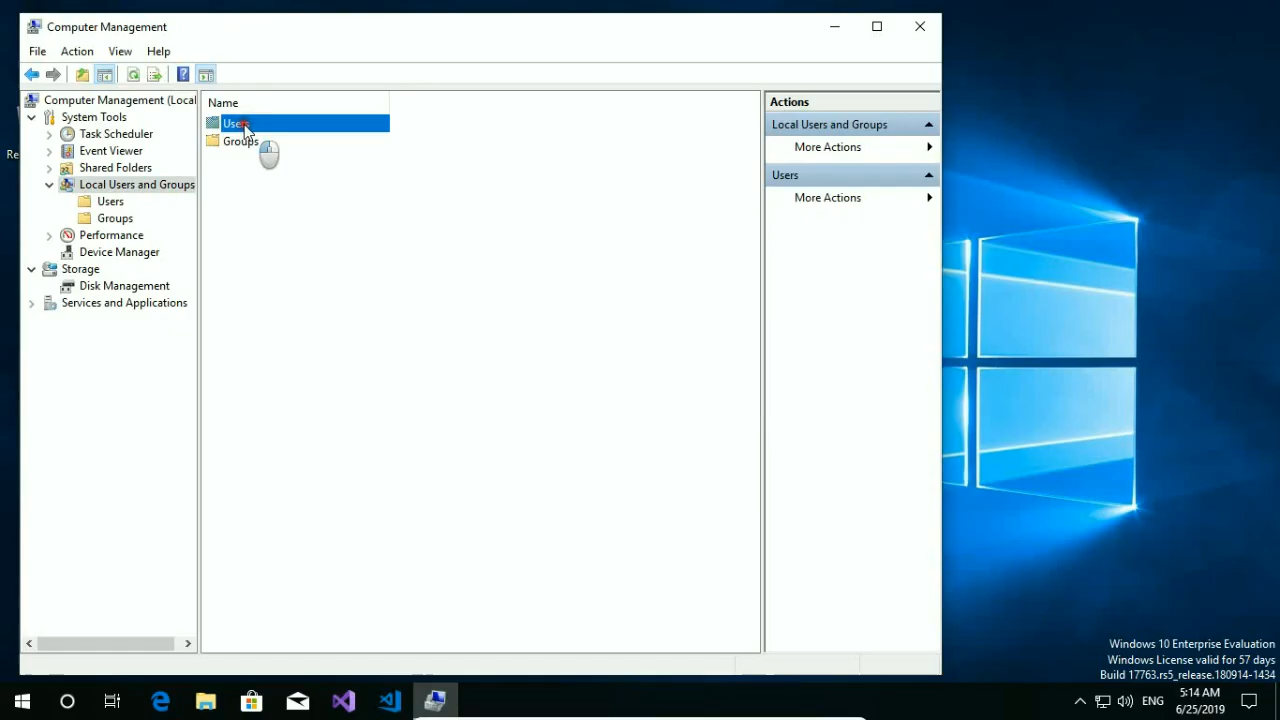 Computer Management
File Action View Help
Computer Management (Local
System Tools
Task Scheduler
Event Viewer
Shared Folders
Local Users and Groups
Users
Groups
Performance
Device Manager
Storage
Disk Management
Services and Applications
Name
Users
Groups
Actions
Local Users and Groups
More Actions
Users
More Actions
Re
Windows 10 Enterprise Evaluation
Windows License valid for 57 days
Build 17763.rs5_release.180914-1434
ENG
5:14 AM
6/25/2019